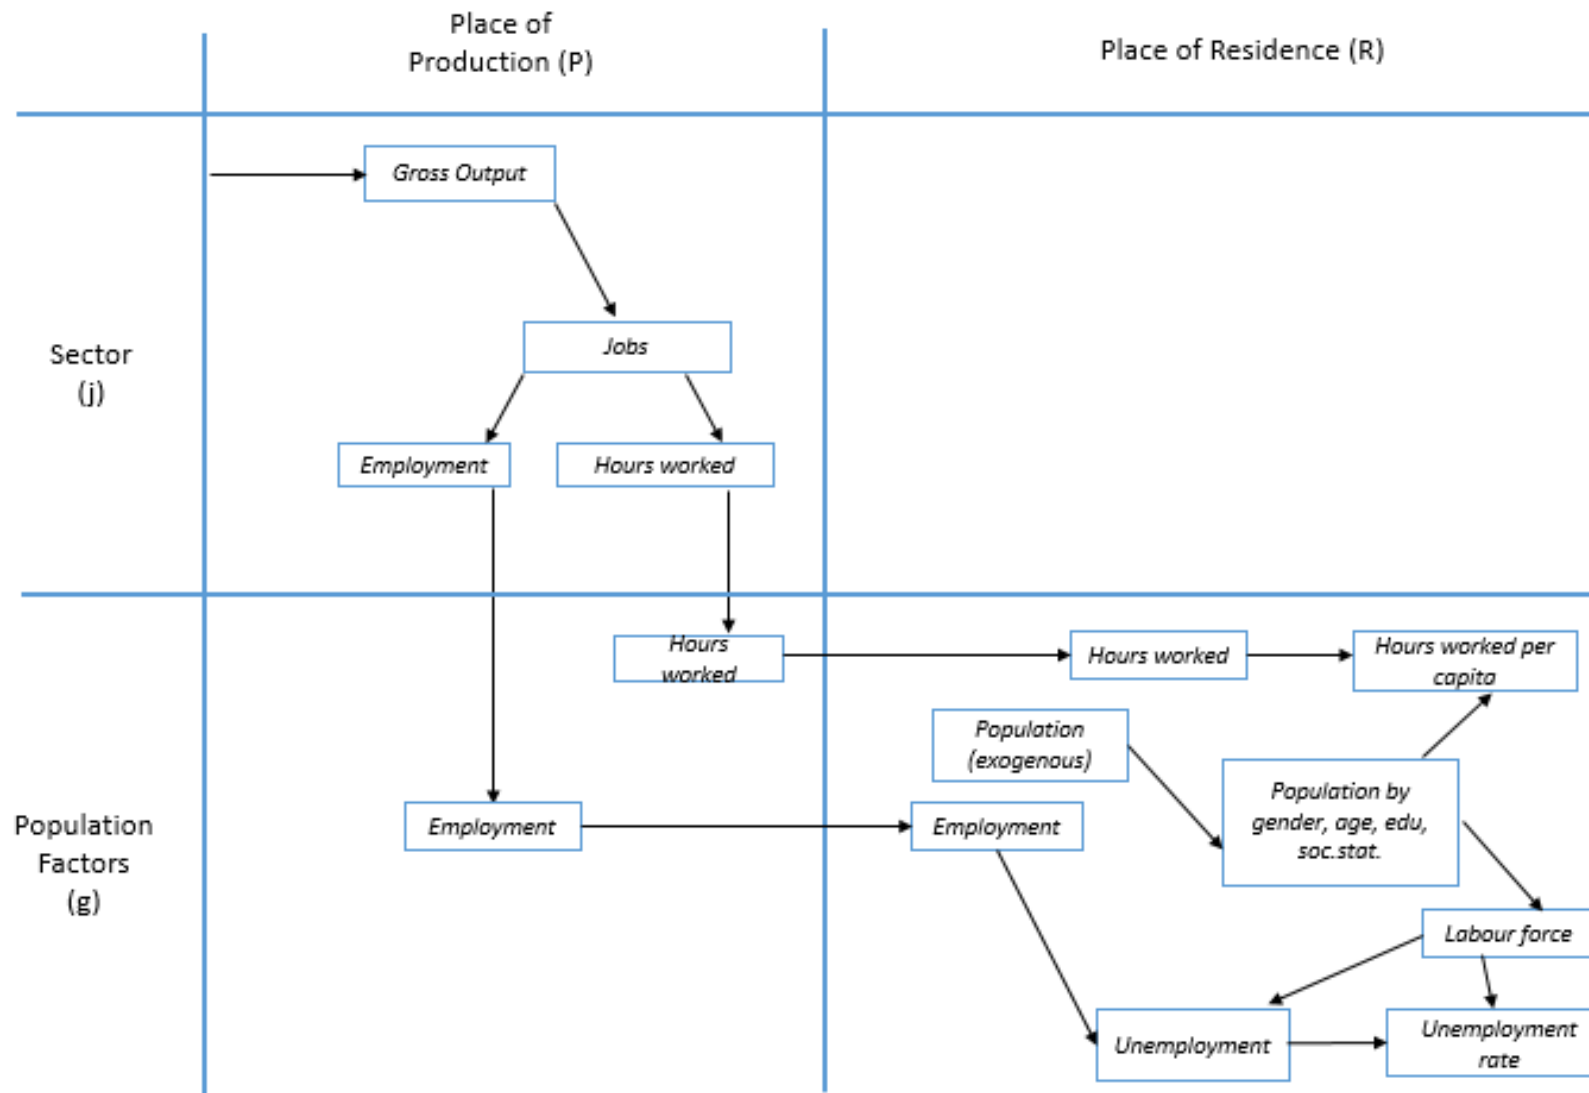 Place of
Production (P)
Place of Residence (R)
Gross Output
Sector
(j)
Jobs
Employment
Hours worked
Hours
worked
Hours worked
Hours worked per
capita
Population
(exogenous)
Population by
gender, age, edu,
soc.stat.
Population
Factors
(g)
Employment
Employment
Labour force
Unemployment
Unemployment
rate